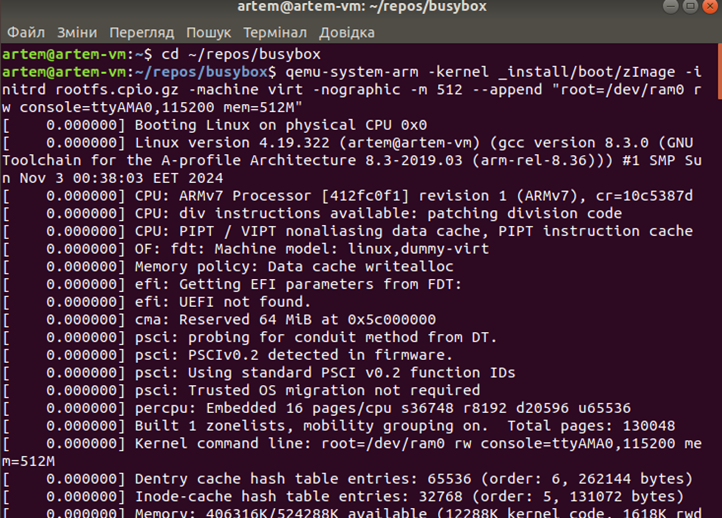 artem@artem-vm: ~/repos/busybox
Файл Зміни Перегляд Пошук Термінал Довідка
artem@artem-vm:~$ cd ~/repos/busybox
artem@artem-vm:~/repos/busybox$ qemu-system-arm -kernel _install/boot/zImage -i
nitrd rootfs.cpio.gz -machine virt -nographic -m 512 --append "root=/dev/ram0 r
w console=ttyAMA0,115200 mem=512M"
[    0.000000] Booting Linux on physical CPU 0x0
[    0.000000] Linux version 4.19.322 (artem@artem-vm) (gcc version 8.3.0 (GNU
Toolchain for the A-profile Architecture 8.3-2019.03 (arm-rel-8.36))) #1 SMP Su
n Nov 3 00:38:03 EET 2024
[    0.000000] CPU: ARMv7 Processor [412fc0f1] revision 1 (ARMv7), cr=10c5387d
[    0.000000] CPU: div instructions available: patching division code
[    0.000000] CPU: PIPT / VIPT nonaliasing data cache, PIPT instruction cache
[    0.000000] OF: fdt: Machine model: linux,dummy-virt
[    0.000000] Memory policy: Data cache writealloc
[    0.000000] efi: Getting EFI parameters from FDT:
[    0.000000] efi: UEFI not found.
[    0.000000] cma: Reserved 64 MiB at 0x5c000000
[    0.000000] psci: probing for conduit method from DT.
[    0.000000] psci: PSCIv0.2 detected in firmware.
[    0.000000] psci: Using standard PSCI v0.2 function IDs
[    0.000000] psci: Trusted OS migration not required
[    0.000000] percpu: Embedded 16 pages/cpu s36748 r8192 d20596 u65536
[    0.000000] Built 1 zonelists, mobility grouping on.  Total pages: 130048
[    0.000000] Kernel command line: root=/dev/ram0 rw console=ttyAMA0,115200 me
m=512M
[    0.000000] Dentry cache hash table entries: 65536 (order: 6, 262144 bytes)
[    0.000000] Inode-cache hash table entries: 32768 (order: 5, 131072 bytes)
[    0.000000] Memory: 406316K/524288K available (12288K kernel code, 1618K rwd